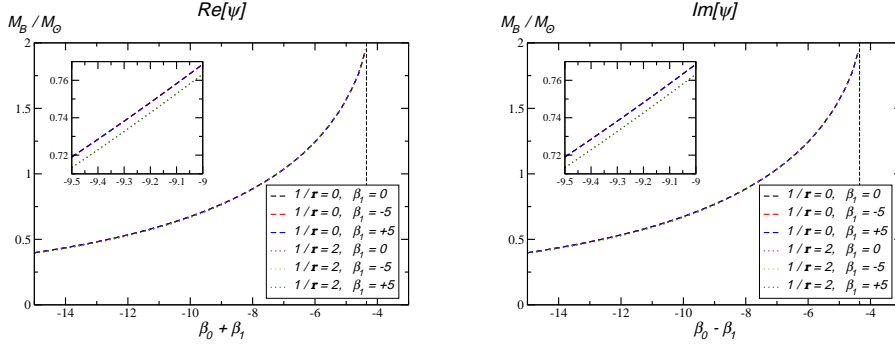 Re[ψ]
M_B / M_⊙
2
1.5
1
0.5
0
0.76
0.74
0.72
-9.5 -9.4 -9.3 -9.2 -9.1 -9
1 / r = 0, β_1 = 0
1 / r = 0, β_1 = -5
1 / r = 0, β_1 = +5
1 / r = 2, β_1 = 0
1 / r = 2, β_1 = -5
1 / r = 2, β_1 = +5
-14 -12 -10 -8 -6 -4
β_0 + β_1
Im[ψ]
M_B / M_⊙
2
1.5
1
0.5
0
0.76
0.74
0.72
-9.5 -9.4 -9.3 -9.2 -9.1 -9
1 / r = 0, β_1 = 0
1 / r = 0, β_1 = -5
1 / r = 0, β_1 = +5
1 / r = 2, β_1 = 0
1 / r = 2, β_1 = -5
1 / r = 2, β_1 = +5
-14 -12 -10 -8 -6 -4
β_0 - β_1